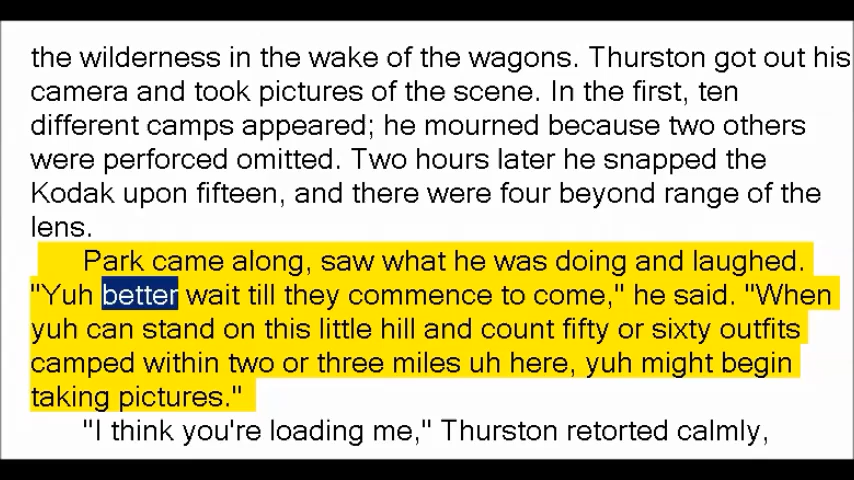 the wilderness in the wake of the wagons. Thurston got out his
camera and took pictures of the scene. In the first, ten
different camps appeared; he mourned because two others
were perforced omitted. Two hours later he snapped the
Kodak upon fifteen, and there were four beyond range of the
lens.
Park came along, saw what he was doing and laughed.
"Yuh better wait till they commence to come," he said. "When
yuh can stand on this little hill and count fifty or sixty outfits
camped within two or three miles uh here, yuh might begin
taking pictures."
"I think you're loading me," Thurston retorted calmly,